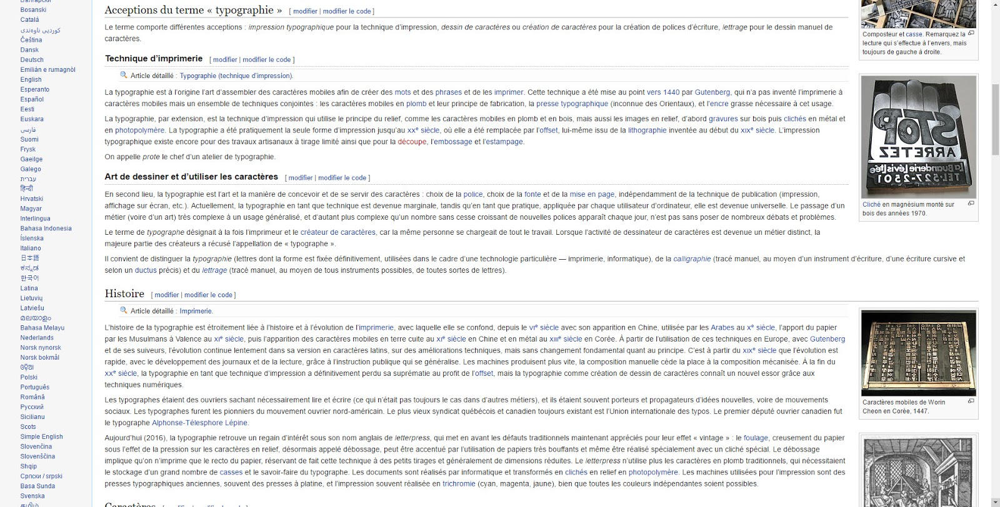 Bosanski
Català
کوردیی ناوەندی
Čeština
Dansk
Deutsch
Emiliàn e rumagnòl
English
Esperanto
Español
Eesti
Euskara
فارسی
Suomi
Frysk
Gaeilge
Galego
עברית
हिन्दी
Hrvatski
Magyar
Interlingua
Bahasa Indonesia
Íslenska
Italiano
日本語
ಕನ್ನಡ
한국어
Latina
Lietuvių
Latviešu
മലയാളം
Bahasa Melayu
Nederlands
Norsk nynorsk
Norsk bokmål
ଓଡ଼ିଆ
Polski
Português
Română
Русский
Sicilianu
Scots
Simple English
Slovenčina
Slovenščina
Shqip
Српски / srpski
Basa Sunda
Svenska
தமிழ்
Acceptions du terme « typographie » [ modifier | modifier le code ]
Le terme comporte différentes acceptions : impression typographique pour la technique d’impression, dessin de caractères ou création de caractères pour la création de polices d’écriture, lettrage pour le dessin manuel de
caractères.
Technique d’imprimerie [ modifier | modifier le code ]
Article détaillé : Typographie (technique d’impression).
La typographie est à l’origine l’art d’assembler des caractères mobiles afin de créer des mots et des phrases et de les imprimer. Cette technique a été mise au point vers 1440 par Gutenberg, qui n’a pas inventé l’imprimerie à
caractères mobiles mais un ensemble de techniques conjointes : les caractères mobiles en plomb et leur principe de fabrication, la presse typographique (inconnue des Orientaux), et l’encre grasse nécessaire à cet usage.
La typographie, par extension, est la technique d’impression qui utilise le principe du relief, comme les caractères mobiles en plomb et en bois, mais aussi les images en relief, d’abord gravures sur bois puis clichés en métal et
en photopolymère. La typographie a été pratiquement la seule forme d’impression jusqu’au XXe siècle, où elle a été remplacée par l’offset, lui-même issu de la lithographie inventée au début du XIXe siècle. L’impression
typographique existe encore pour des travaux artisanaux à tirage limité ainsi que pour la découpe, l’embossage et l’estampage.
On appelle prote le chef d’un atelier de typographie.
Art de dessiner et d’utiliser les caractères [ modifier | modifier le code ]
En second lieu, la typographie est l’art et la manière de concevoir et de se servir des caractères : choix de la police, choix de la fonte et de la mise en page, indépendamment de la technique de publication (impression,
affichage sur écran, etc.). Actuellement, la typographie en tant que technique est devenue marginale, tandis qu’en tant que pratique, appliquée par chaque utilisateur d’ordinateur, elle est devenue universelle. Le passage d’un
métier (voire d’un art) très complexe à un usage généralisé, et d’autant plus complexe qu’un nombre sans cesse croissant de nouvelles polices apparaît chaque jour, n’est pas sans poser de nombreux débats et problèmes.
Le terme de typographe désignait à la fois l’imprimeur et le créateur de caractères, car la même personne se chargeait de tout le travail. Lorsque l’activité de dessinateur de caractères est devenue un métier distinct, la
majeure partie des créateurs a récusé l’appellation de « typographe ».
Il convient de distinguer la typographie (lettres dont la forme est fixée définitivement, utilisées dans le cadre d’une technologie particulière — imprimerie, informatique), de la calligraphie (tracé manuel, au moyen d’un instrument d’écriture, d’une écriture cursive et
selon un ductus précis) et du lettrage (tracé manuel, au moyen de tous instruments possibles, de toutes sortes de lettres).
Histoire [ modifier | modifier le code ]
Article détaillé : Imprimerie.
L’histoire de la typographie est étroitement liée à l’histoire et à l’évolution de l’imprimerie, avec laquelle elle se confond, depuis le VIe siècle avec son apparition en Chine, utilisée par les Arabes au Xe siècle, l’apport du papier
par les Musulmans à Valence au XIe siècle, puis l’apparition des caractères mobiles en terre cuite au XIe siècle en Chine et en métal au XIIIe siècle en Corée. À partir de l’utilisation de ces techniques en Europe, avec Gutenberg
et de ses suiveurs, l’évolution continue lentement dans sa version en caractères latins, sur des améliorations techniques, mais sans changement fondamental quant au principe. C’est à partir du XIXe siècle que l’évolution est
rapide, avec le développement des journaux et de la lecture, grâce à l’instruction publique qui se généralise. Les machines produisent plus vite, la composition manuelle cède la place à la composition mécanisée. À la fin du
XXe siècle, la typographie en tant que technique d’impression a définitivement perdu sa suprématie au profit de l’offset, mais la typographie comme création de dessin de caractères connaît un nouvel essor grâce aux
techniques numériques.
Les typographes étaient des ouvriers sachant nécessairement lire et écrire (ce qui n’était pas toujours le cas dans d’autres métiers), et ils étaient souvent porteurs et propagateurs d’idées nouvelles, voire de mouvements
sociaux. Les typographes furent les pionniers du mouvement ouvrier nord-américain. Le plus vieux syndicat québécois et canadien toujours existant est l’Union internationale des typos. Le premier député ouvrier canadien fut
le typographe Alphonse-Télesphore Lépine.
Aujourd’hui (2016), la typographie retrouve un regain d’intérêt sous son nom anglais de letterpress, qui met en avant les défauts traditionnels maintenant appréciés pour leur effet « vintage » : le foulage, creusement du papier
sous l’effet de la pression sur les caractères en relief, désormais appelé débossage, peut être accentué par l’utilisation de papiers très bouffants et même être réalisé spécialement avec un cliché spécial. Le débossage
implique qu’on n’imprime que le recto du papier, réservant de fait cette technique à des petits tirages et généralement de dimensions réduites. Le letterpress n’utilise plus les caractères en plomb traditionnels, qui nécessitaient
le stockage d’un grand nombre de casses et le savoir-faire du typographe. Les documents sont réalisés par informatique et transformés en clichés en relief en photopolymère. Les machines utilisées pour l’impression sont des
presses typographiques anciennes, souvent des presses à platine, et l’impression souvent réalisée en trichromie (cyan, magenta, jaune), bien que toutes les couleurs indépendantes soient possibles.
Caractères
Composteur et casse. Remarquez la
lecture qui s’effectue à l’envers, mais
toujours de gauche à droite.
STOP
ARRETEZ
la Buanderie Lévis Ltée
TEL: 527-2501
Cliché en magnésium monté sur
bois des années 1970.
Caractères mobiles de Worin
Cheon en Corée, 1447.